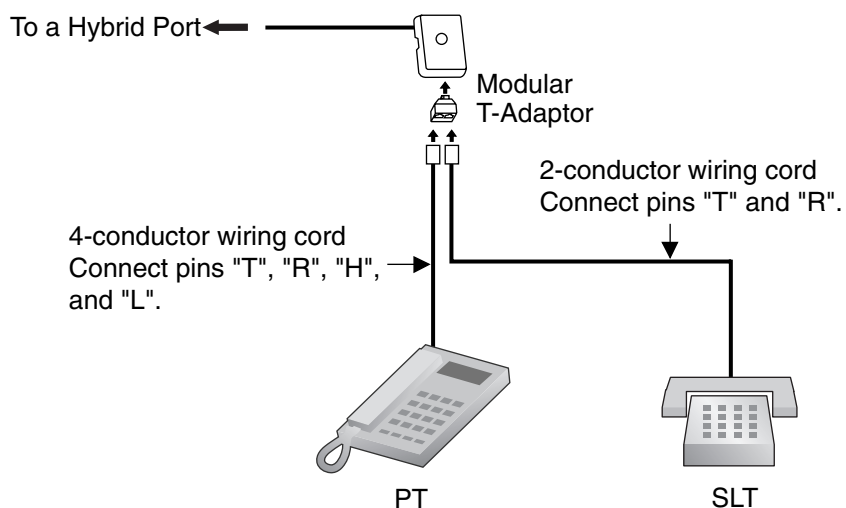 To a Hybrid Port
Modular
T-Adaptor
2-conductor wiring cord
Connect pins "T" and "R".
4-conductor wiring cord
Connect pins "T", "R", "H",
and "L".
PT
SLT